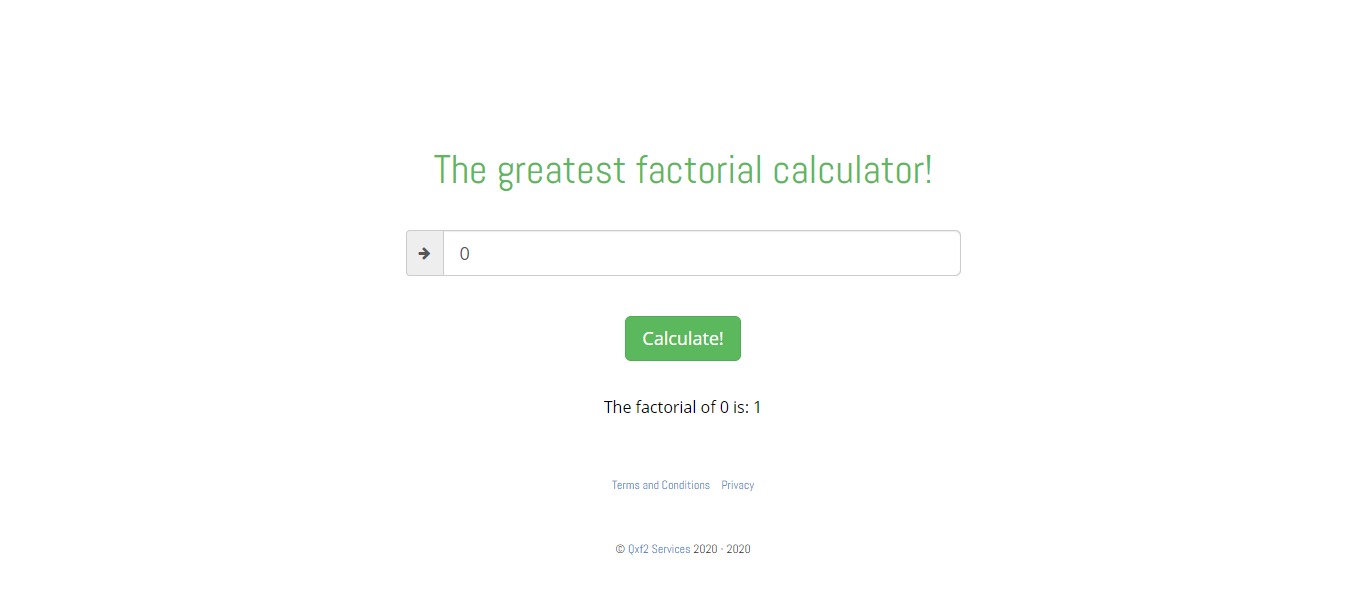 The greatest factorial calculator!
0
Calculate!
The factorial of 0 is: 1
Terms and Conditions Privacy
© Qxf2 Services 2020 - 2020